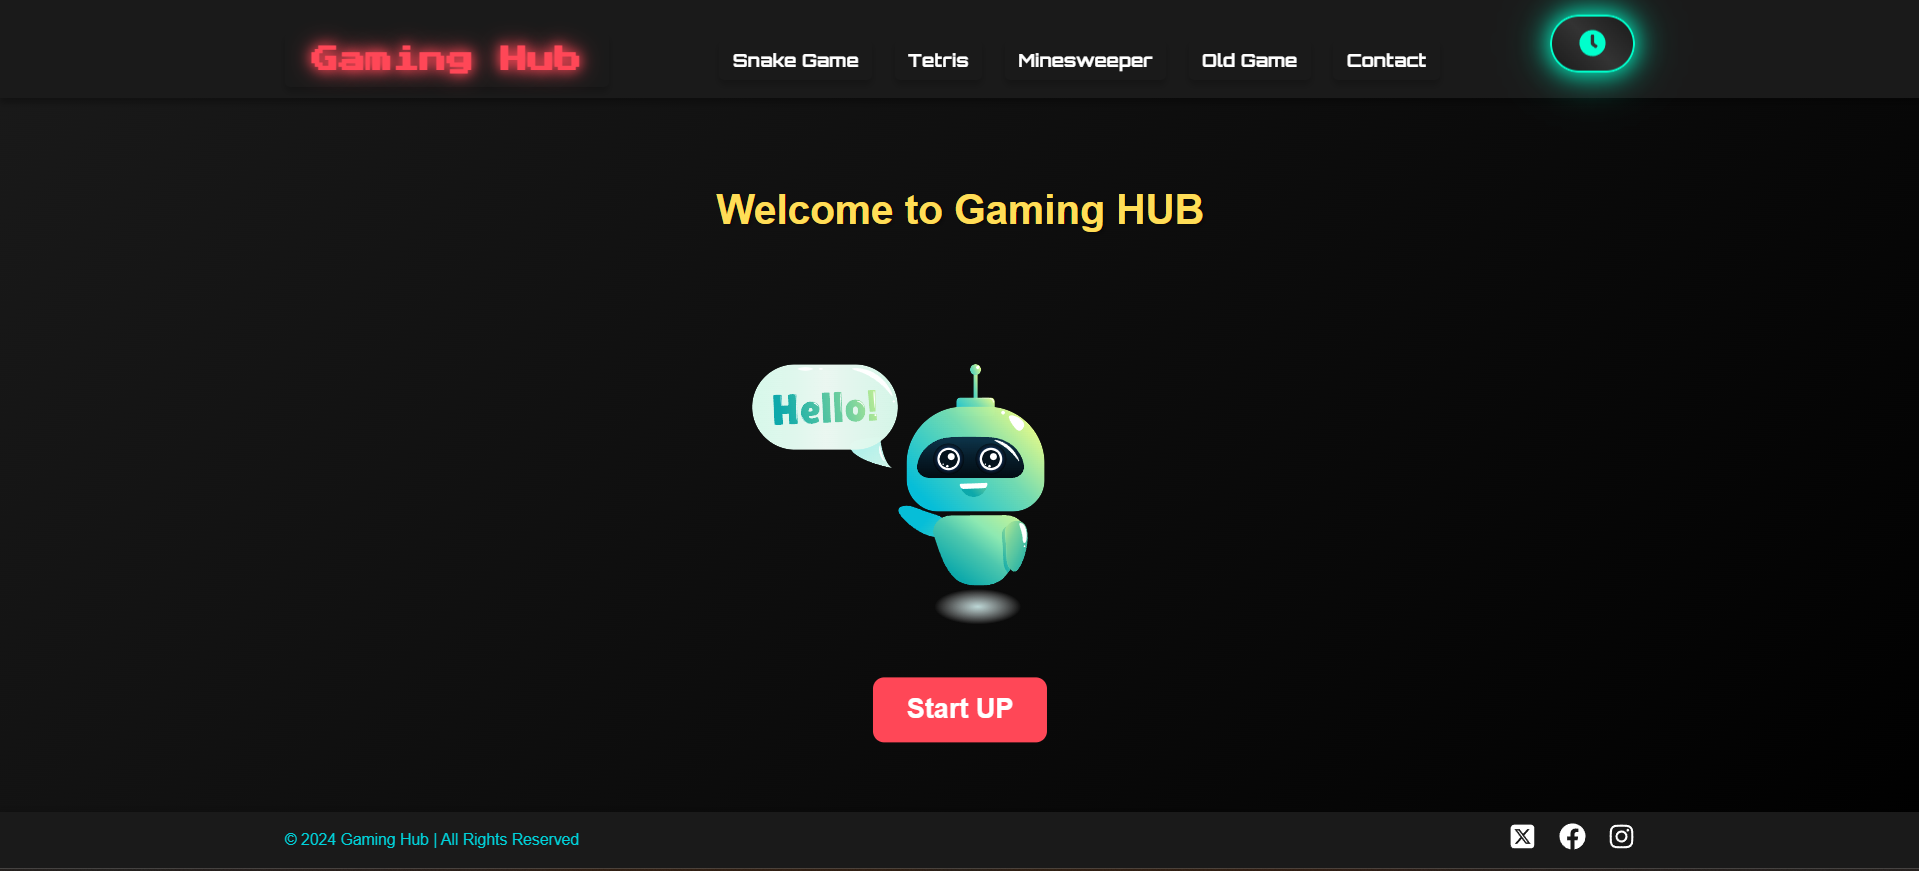 Gaming Hub
Snake Game
Tetris
Minesweeper
Old Game
Contact
Welcome to Gaming HUB
Hello!
Start UP
© 2024 Gaming Hub | All Rights Reserved